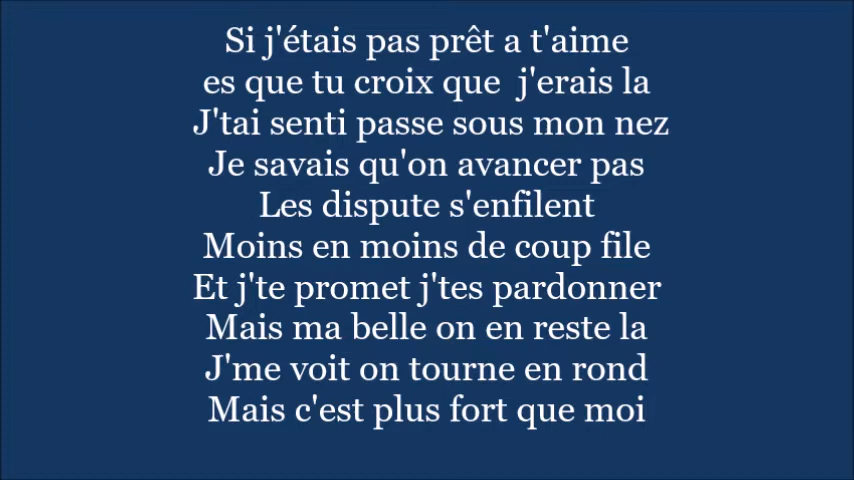 Si j'étais pas prêt a t'aime
es que tu croix que  j'erais la
J'tai senti passe sous mon nez
Je savais qu'on avancer pas
Les dispute s'enfilent
Moins en moins de coup file
Et j'te promet j'tes pardonner
Mais ma belle on en reste la
J'me voit on tourne en rond
Mais c'est plus fort que moi